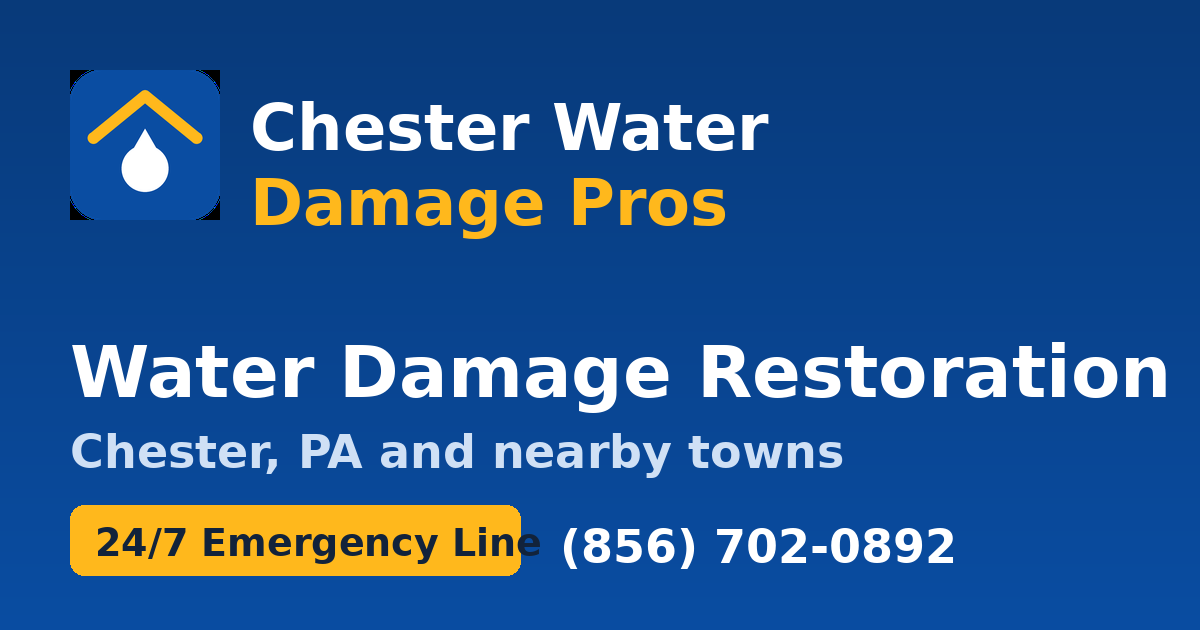 Chester Water
Damage Pros
Water Damage Restoration
Chester, PA and nearby towns
24/7 Emergency Line (856) 702-0892